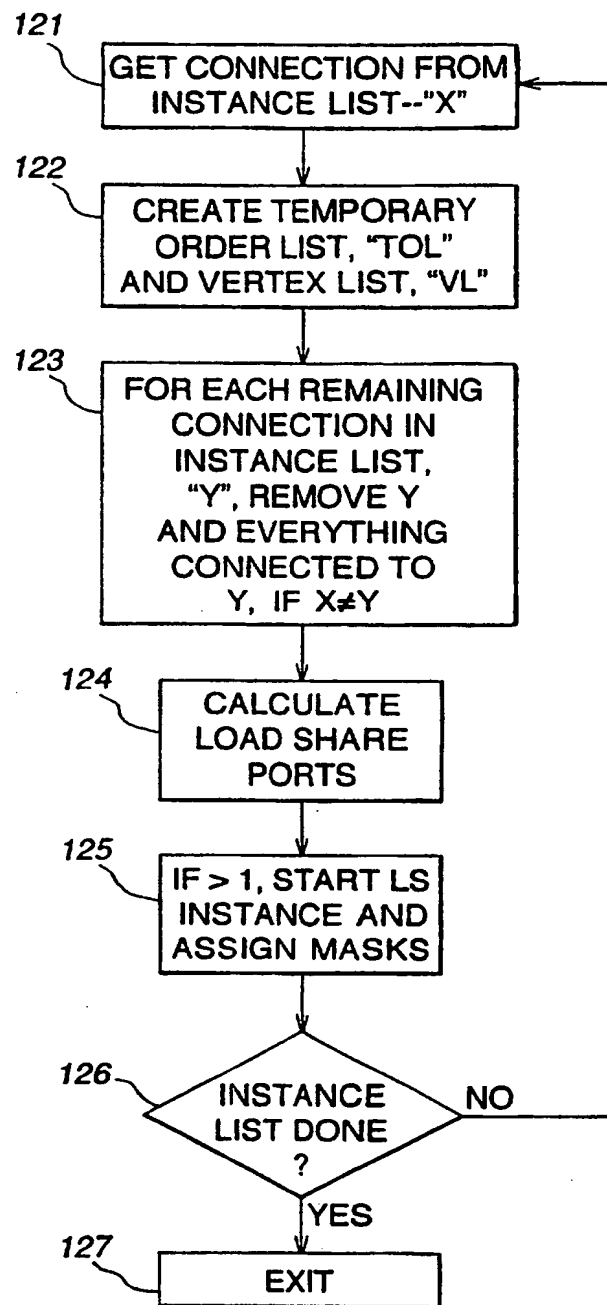 121
GET CONNECTION FROM
INSTANCE LIST--"X"
122
CREATE TEMPORARY
ORDER LIST, "TOL"
AND VERTEX LIST, "VL"
123
FOR EACH REMAINING
CONNECTION IN
INSTANCE LIST,
"Y", REMOVE Y
AND EVERYTHING
CONNECTED TO
Y, IF X≠Y
124
CALCULATE
LOAD SHARE
PORTS
125
IF > 1, START LS
INSTANCE AND
ASSIGN MASKS
126
INSTANCE
LIST DONE
?
NO
YES
127
EXIT